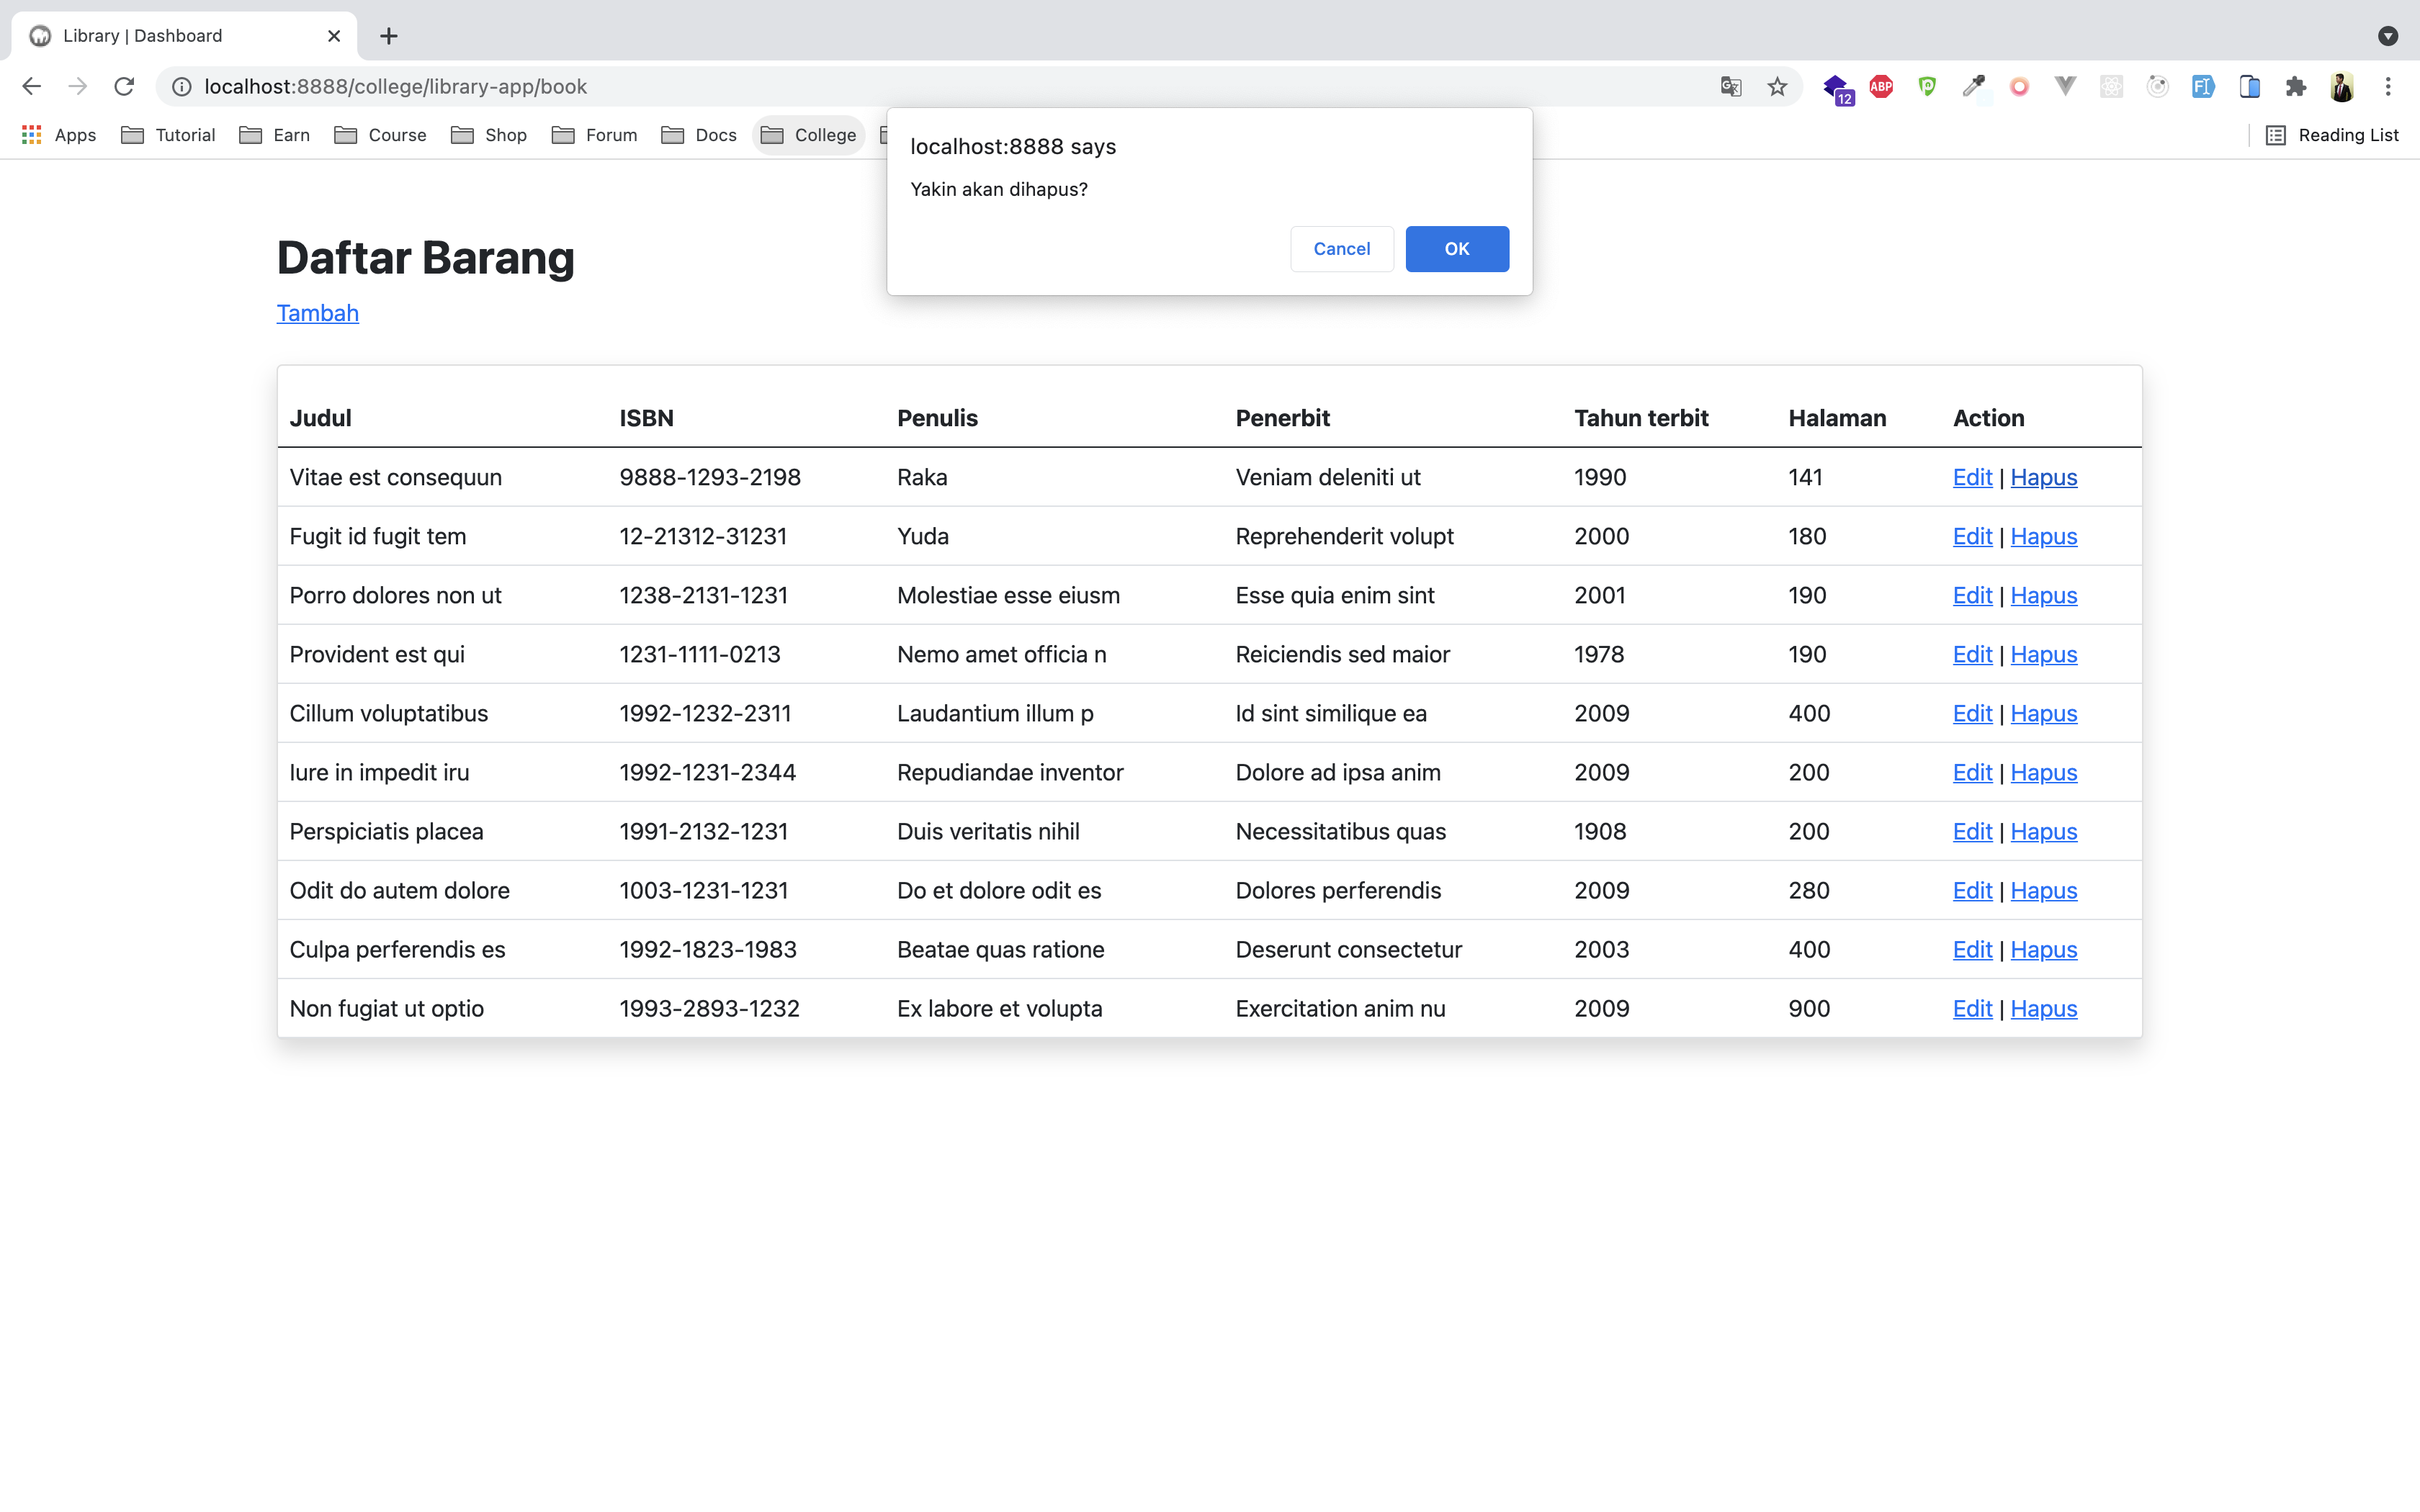 Library | Dashboard
localhost:8888/college/library-app/book
12
ABP
Apps Tutorial Earn Course Shop Forum Docs College Reading List
localhost:8888 says
Yakin akan dihapus?
Cancel OK
Daftar Barang
Tambah
Judul ISBN Penulis Penerbit Tahun terbit Halaman Action
Vitae est consequun 9888-1293-2198 Raka Veniam deleniti ut 1990 141 Edit | Hapus
Fugit id fugit tem 12-21312-31231 Yuda Reprehenderit volupt 2000 180 Edit | Hapus
Porro dolores non ut 1238-2131-1231 Molestiae esse eiusm Esse quia enim sint 2001 190 Edit | Hapus
Provident est qui 1231-1111-0213 Nemo amet officia n Reiciendis sed maior 1978 190 Edit | Hapus
Cillum voluptatibus 1992-1232-2311 Laudantium illum p Id sint similique ea 2009 400 Edit | Hapus
Iure in impedit iru 1992-1231-2344 Repudiandae inventor Dolore ad ipsa anim 2009 200 Edit | Hapus
Perspiciatis placea 1991-2132-1231 Duis veritatis nihil Necessitatibus quas 1908 200 Edit | Hapus
Odit do autem dolore 1003-1231-1231 Do et dolore odit es Dolores perferendis 2009 280 Edit | Hapus
Culpa perferendis es 1992-1823-1983 Beatae quas ratione Deserunt consectetur 2003 400 Edit | Hapus
Non fugiat ut optio 1993-2893-1232 Ex labore et volupta Exercitation anim nu 2009 900 Edit | Hapus